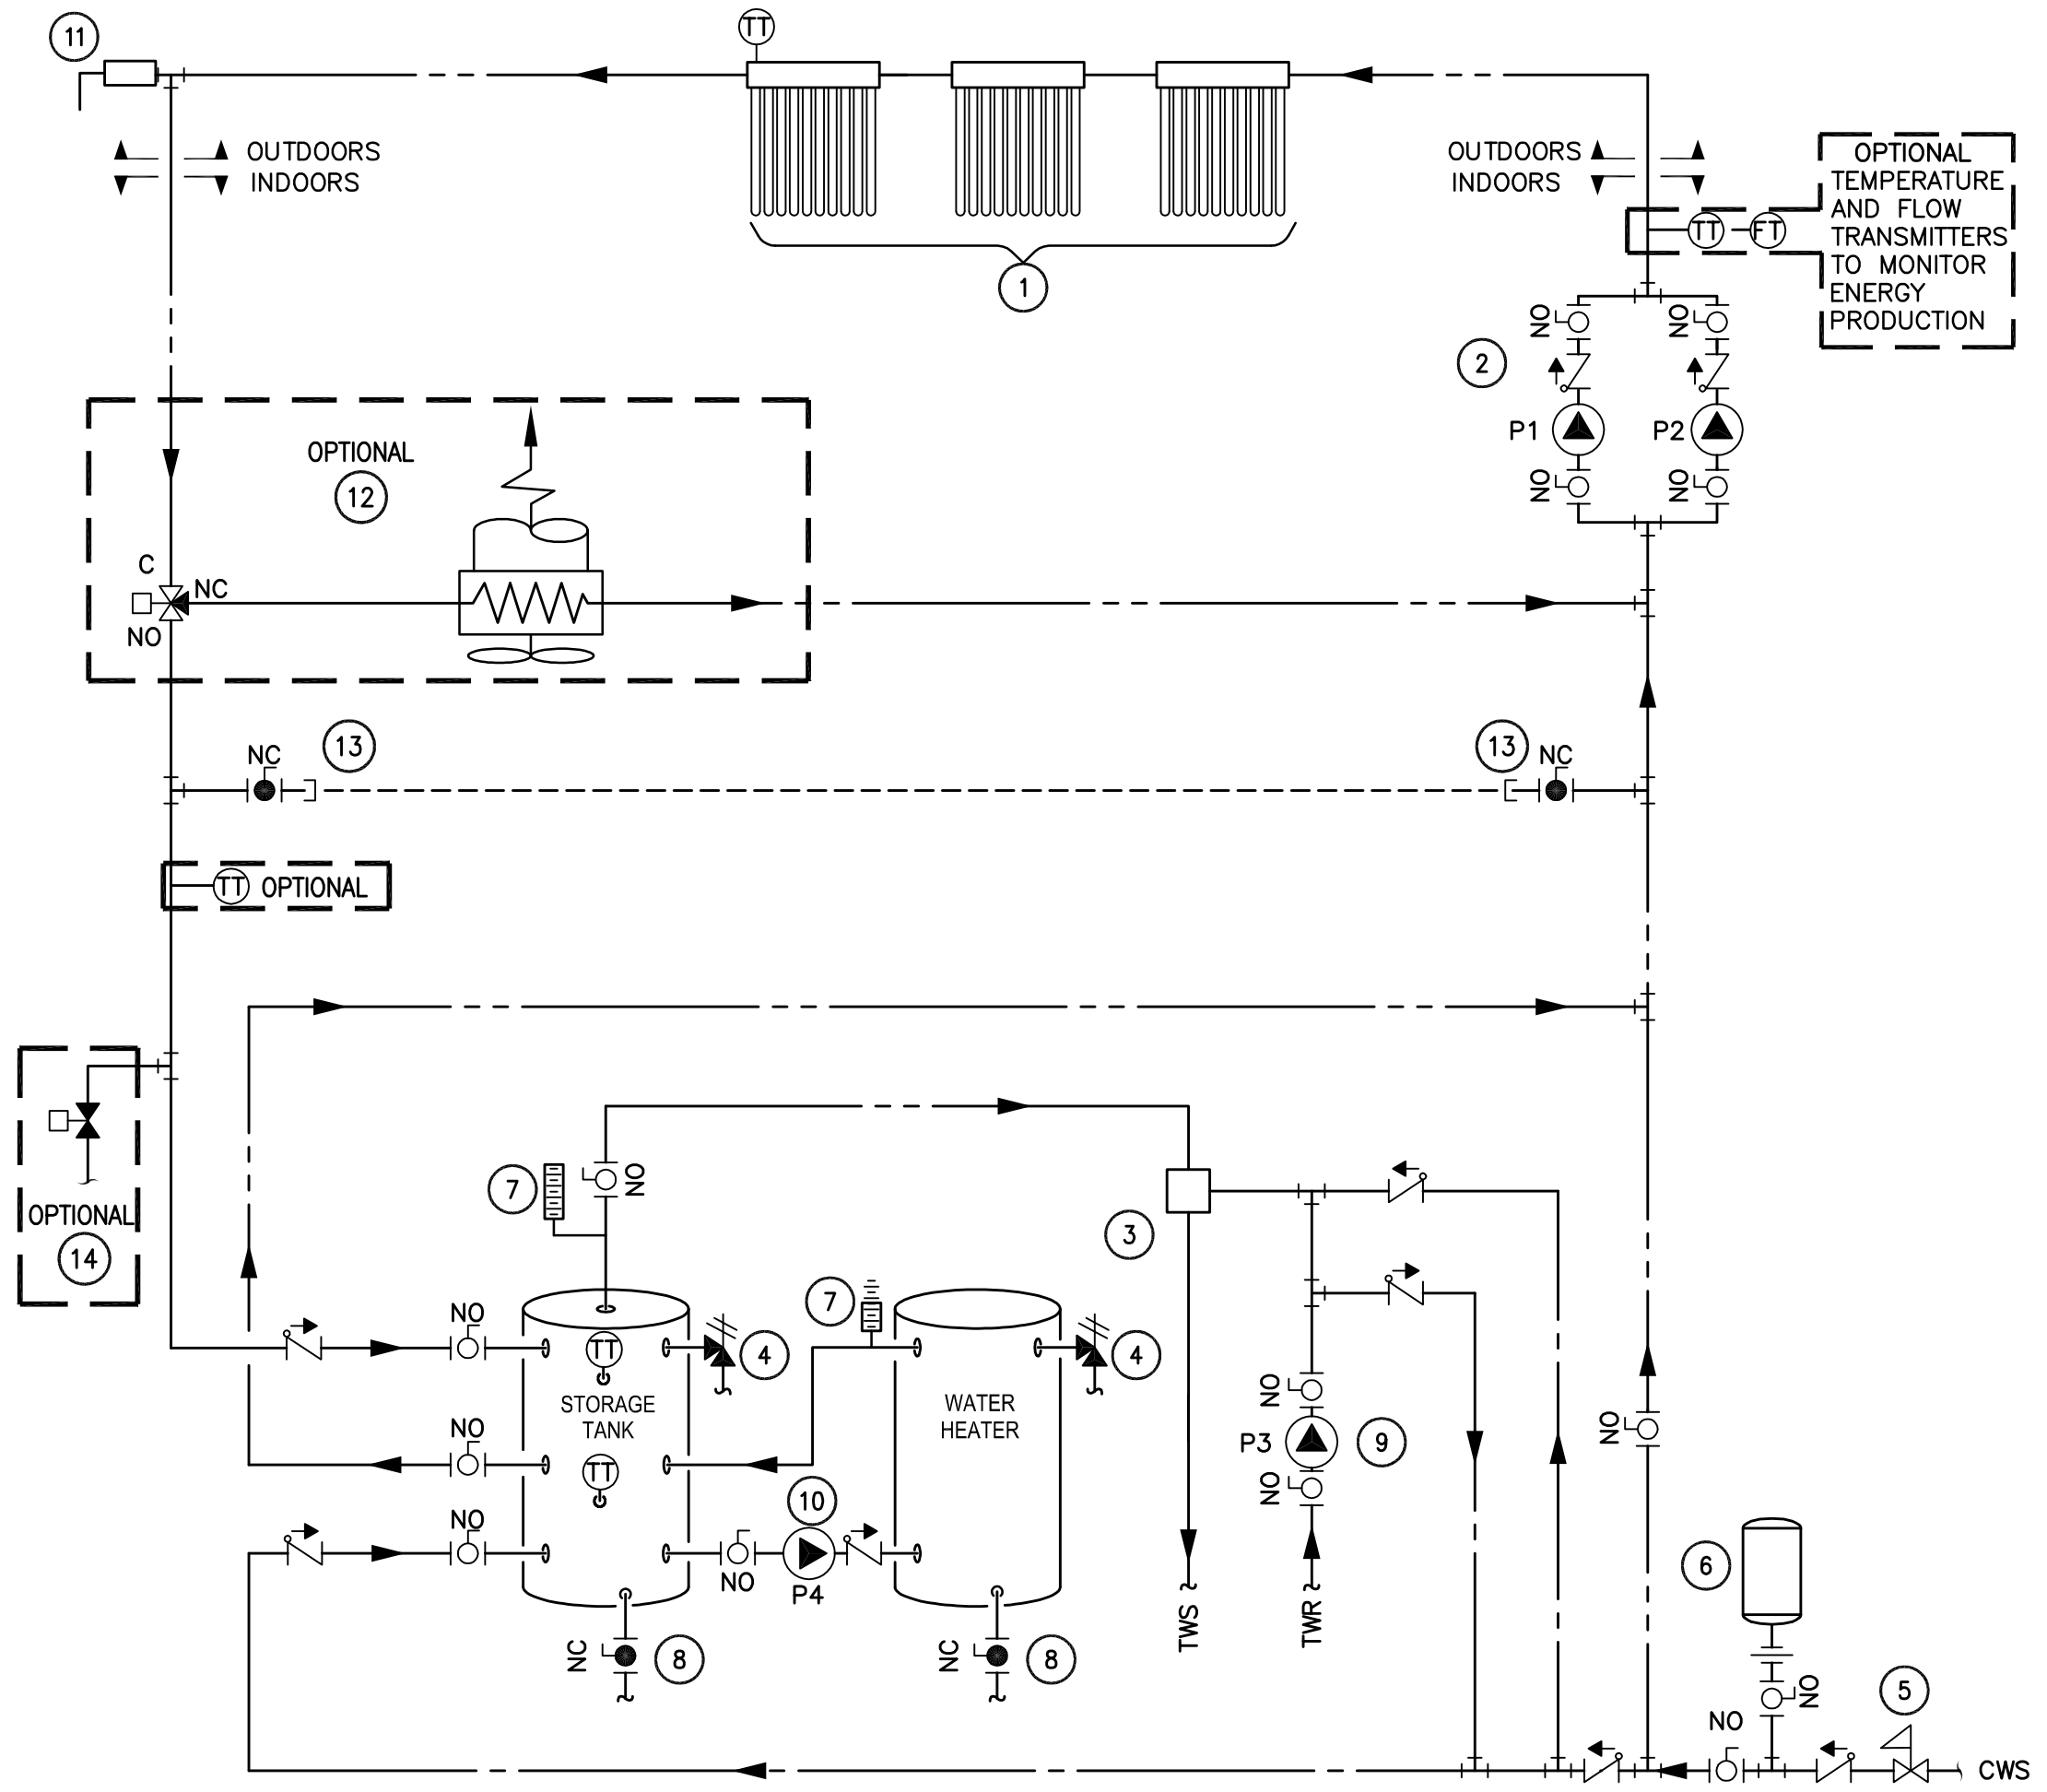 11
TT
OUTDOORS
INDOORS
OUTDOORS
INDOORS
OPTIONAL
TEMPERATURE
AND FLOW
TRANSMITTERS
TO MONITOR
ENERGY
PRODUCTION
TT
FT
1
NO
NO
2
P1
P2
NO
NO
OPTIONAL
12
C
NC
NO
NC
13
13
NC
TT OPTIONAL
OPTIONAL
14
7
NO
3
7
NO
TT
4
4
STORAGE
TANK
WATER
HEATER
NO
TT
NO
P3
9
NO
NO
10
NO
NO
P4
TWS
TWR
6
NC
8
NC
8
NO
5
NO
CWS